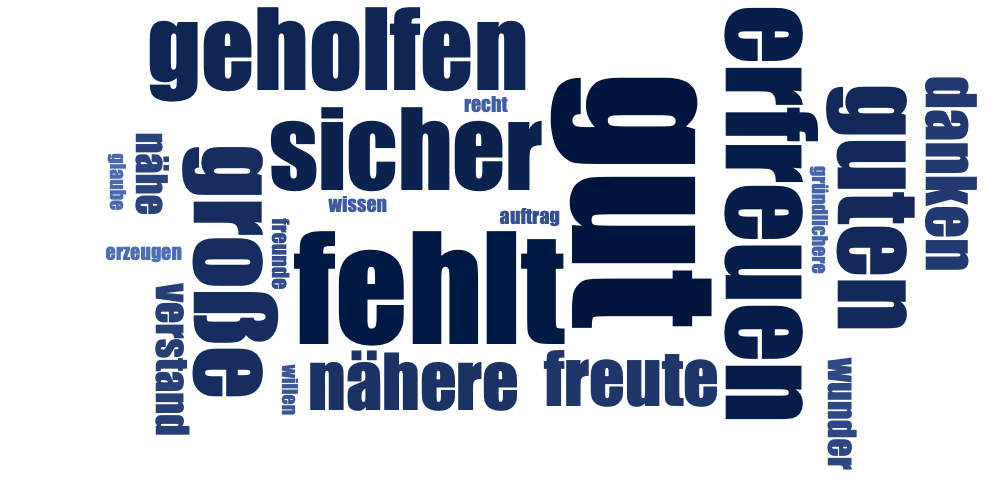 geholfen
erfreuen
recht
sicher
gut
guten
danken
nähe
glaube
große
wissen
auftrag
gründlichere
freunde
erzeugen
fehlt
verstand
nähere
freute
willen
wunder